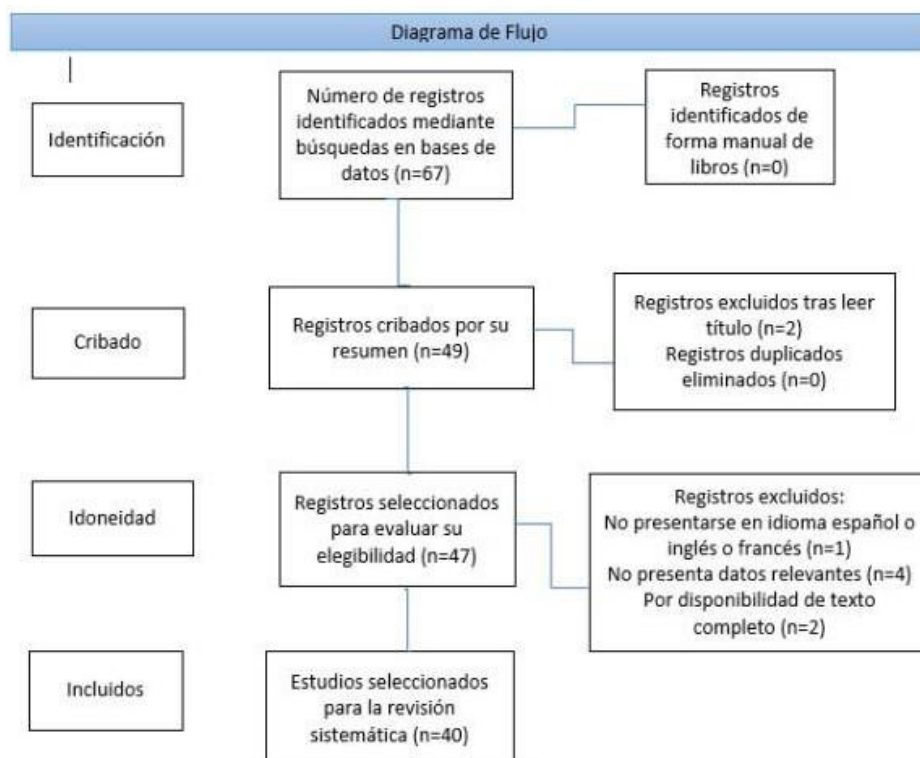 Diagrama de Flujo
Identificación
Número de registros
identificados mediante
búsquedas en bases de
datos (n=67)
Registros
identificados de
forma manual de
libros (n=0)
Cribado
Registros cribados por su
resumen (n=49)
Registros excluidos tras leer
título (n=2)
Registros duplicados
eliminados (n=0)
Idoneidad
Registros seleccionados
para evaluar su
elegibilidad (n=47)
Registros excluidos:
No presentarse en idioma español o
inglés o francés (n=1)
No presenta datos relevantes (n=4)
Por disponibilidad de texto
completo (n=2)
Incluidos
Estudios seleccionados
para la revisión
sistemática (n=40)